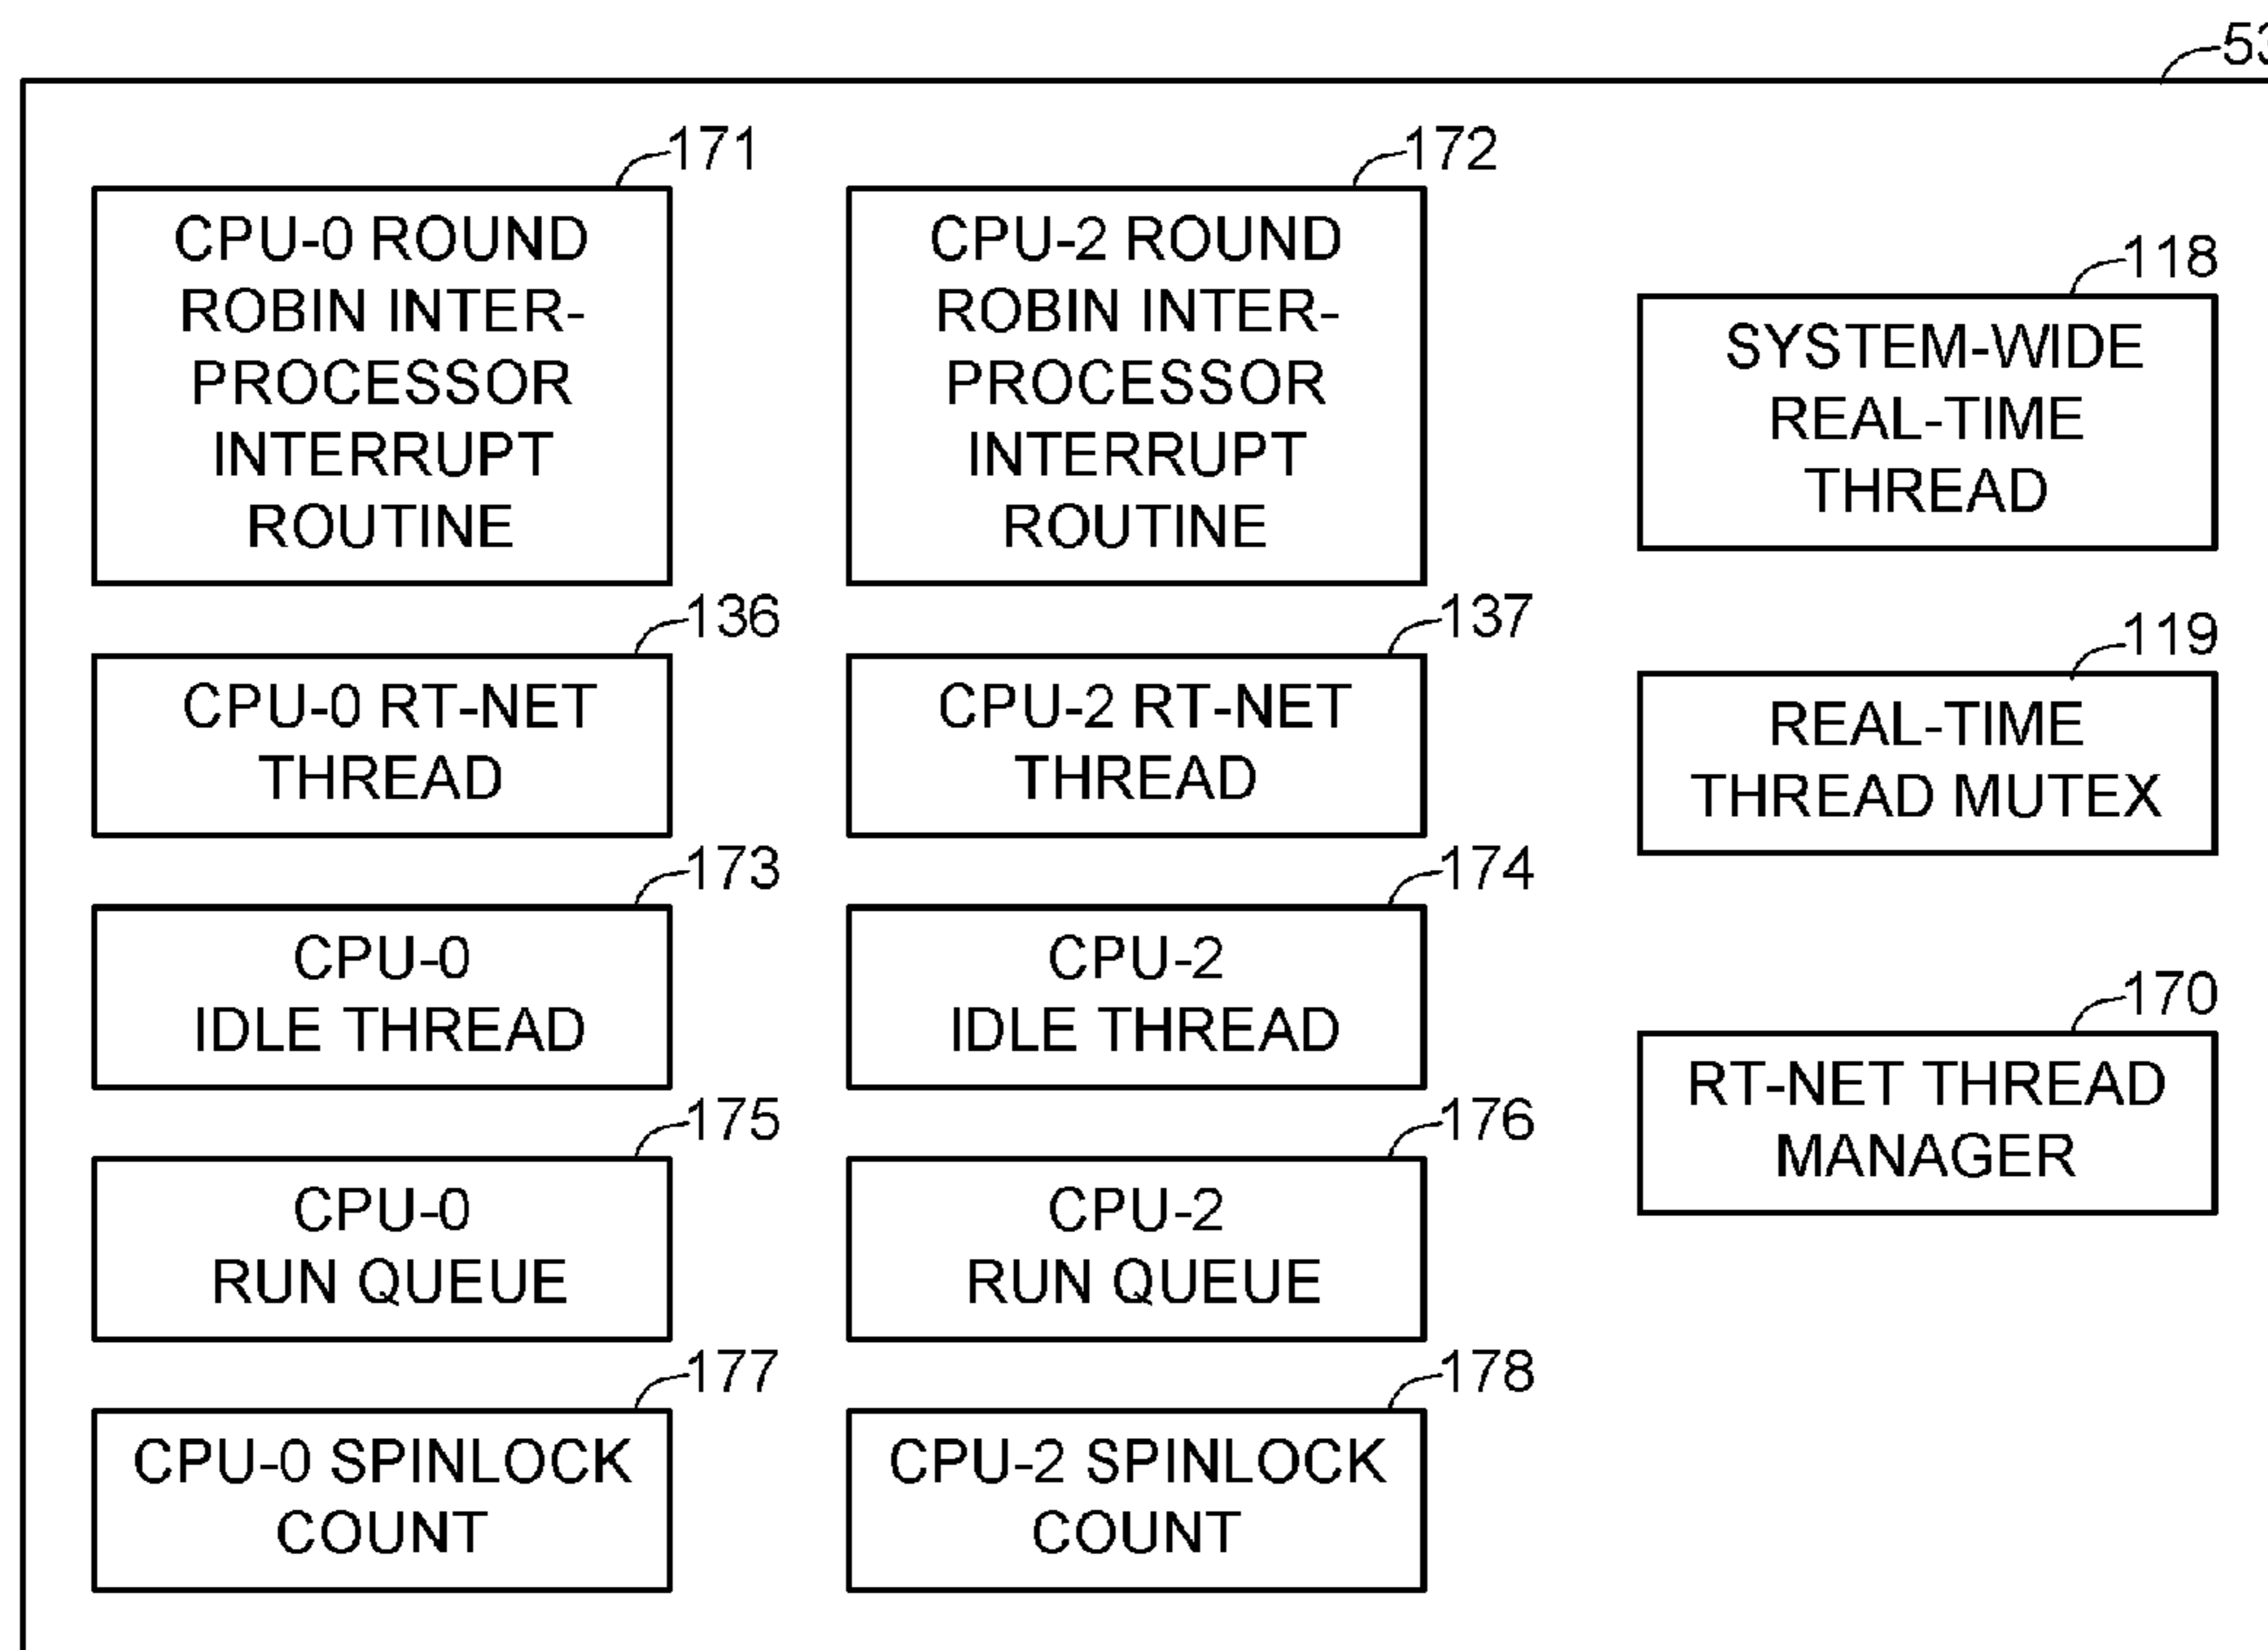 53
171
CPU-0 ROUND
ROBIN INTER-
PROCESSOR
INTERRUPT
ROUTINE
172
CPU-2 ROUND
ROBIN INTER-
PROCESSOR
INTERRUPT
ROUTINE
118
SYSTEM-WIDE
REAL-TIME
THREAD
136
CPU-0 RT-NET
THREAD
137
CPU-2 RT-NET
THREAD
119
REAL-TIME
THREAD MUTEX
173
CPU-0
IDLE THREAD
174
CPU-2
IDLE THREAD
170
RT-NET THREAD
MANAGER
175
CPU-0
RUN QUEUE
176
CPU-2
RUN QUEUE
177
CPU-0 SPINLOCK
COUNT
178
CPU-2 SPINLOCK
COUNT